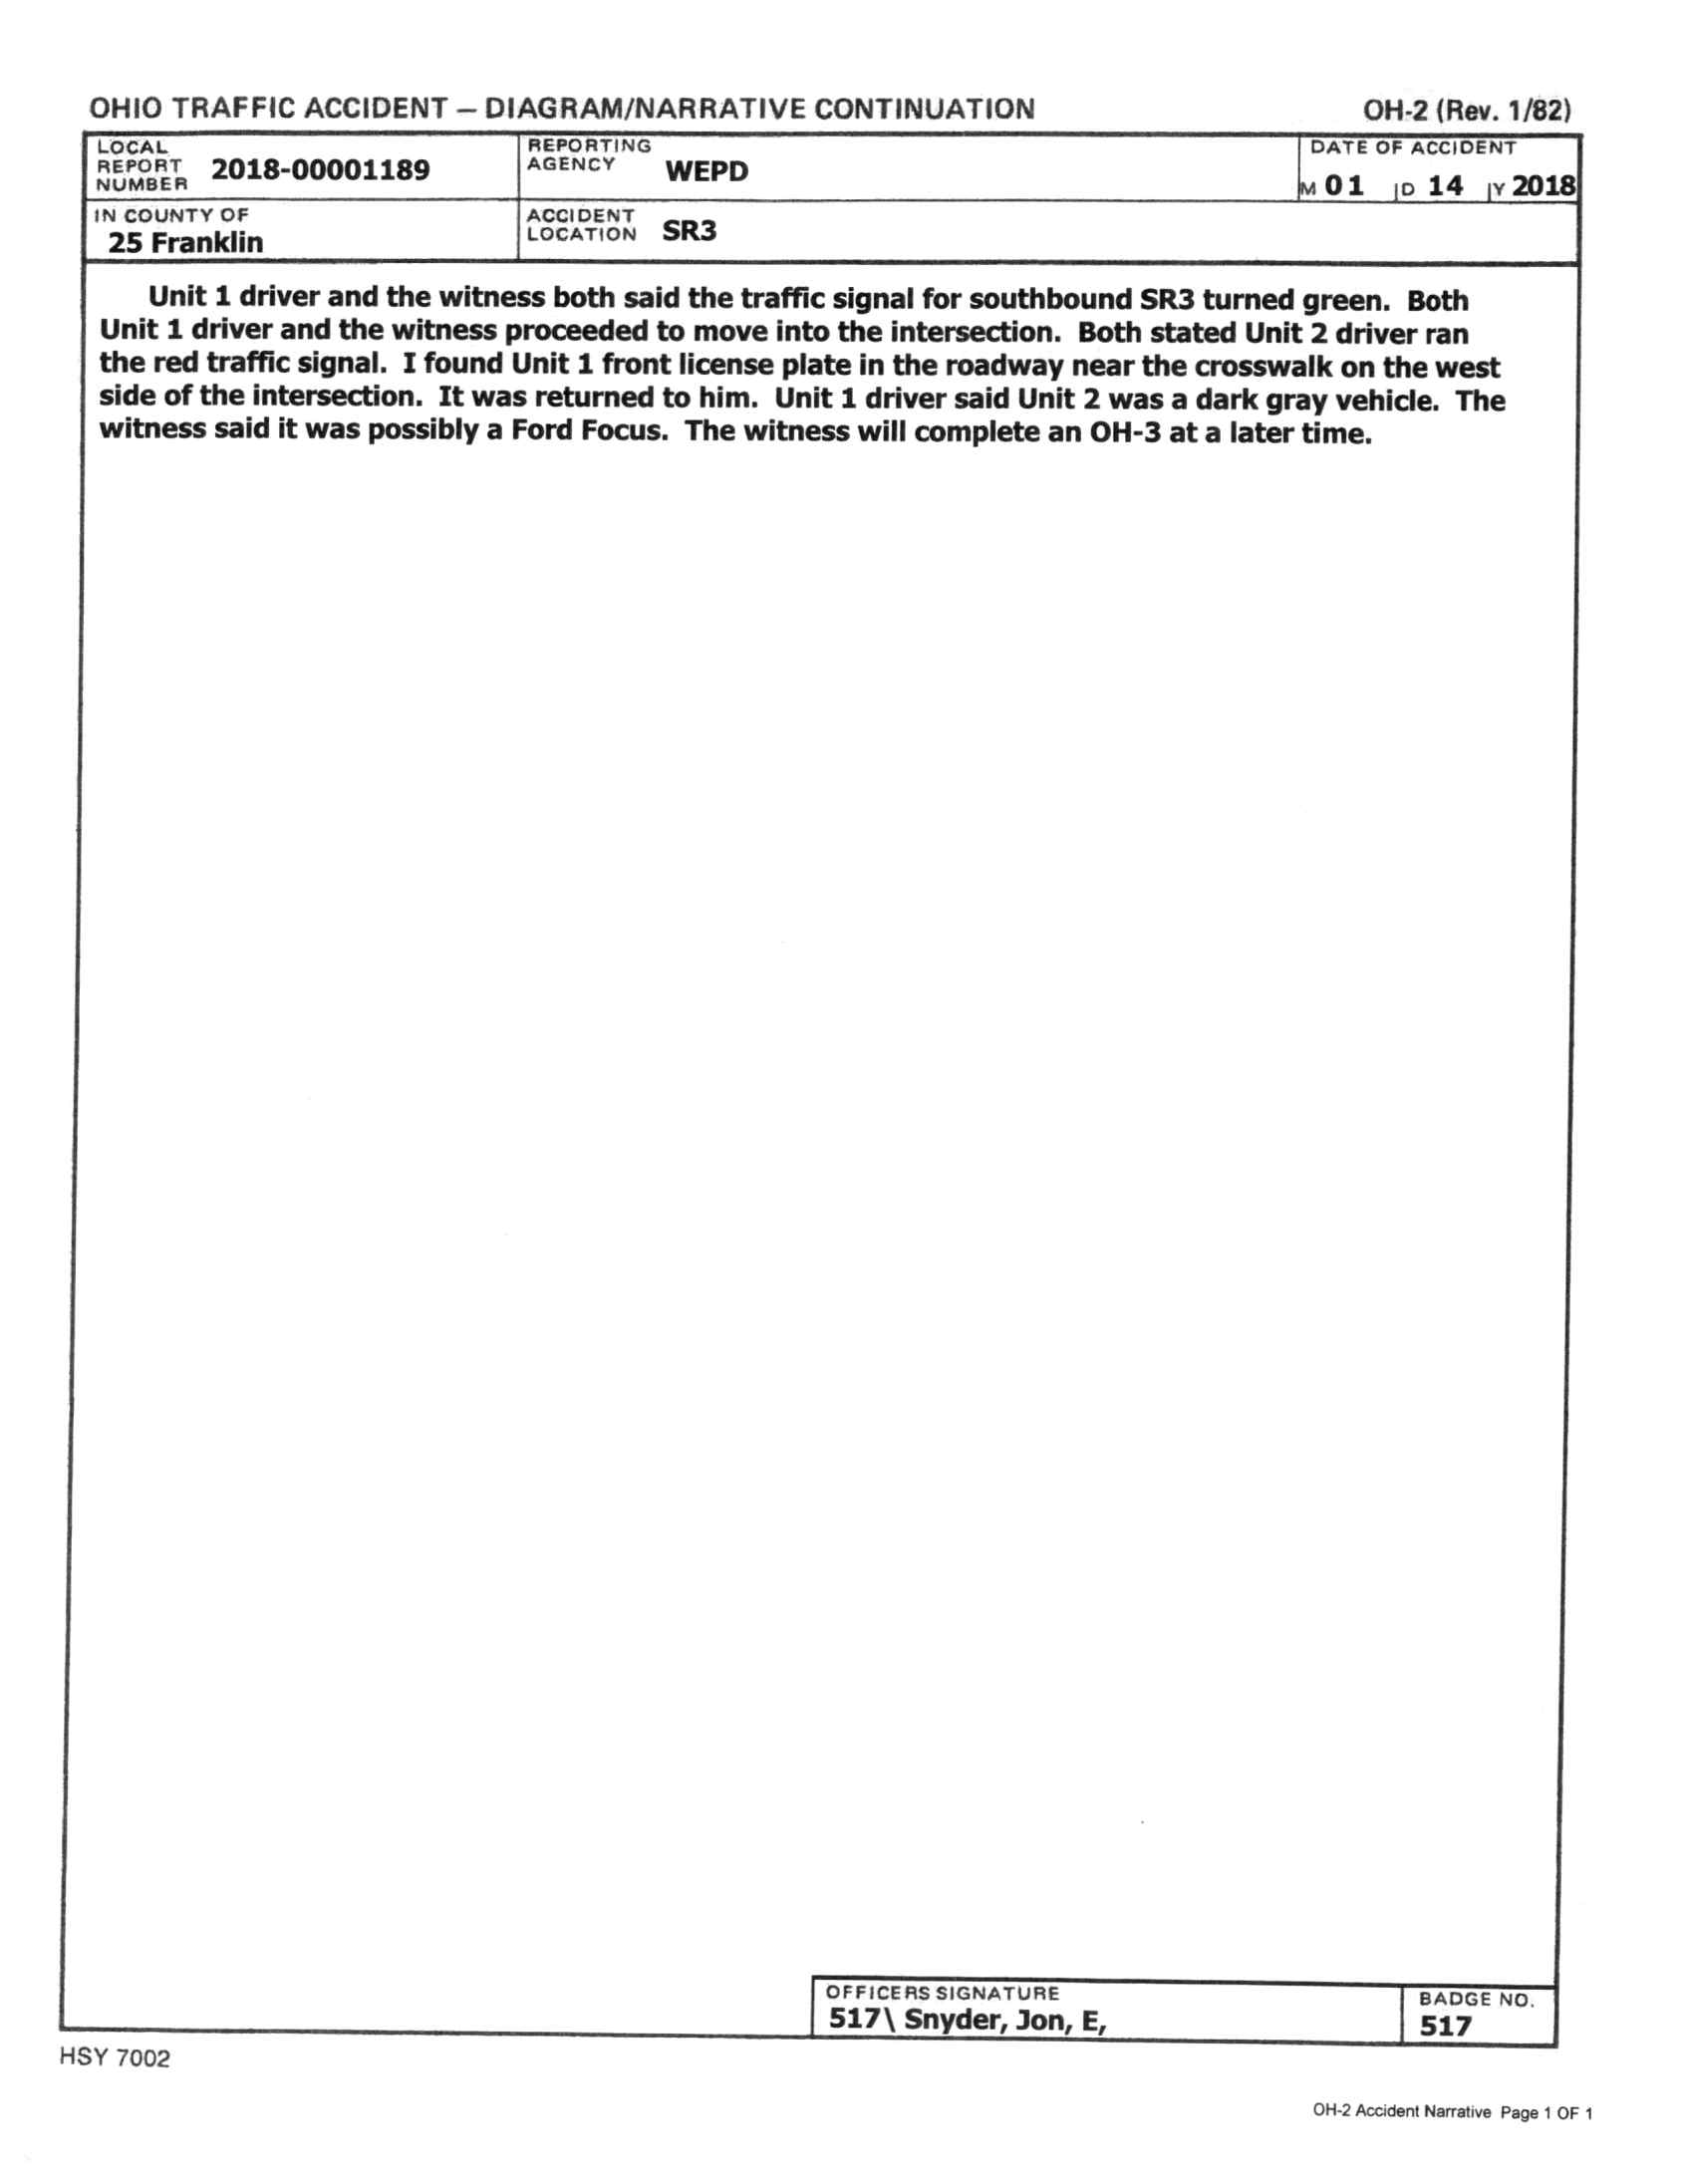 OHIO TRAFFIC ACCIDENT – DIAGRAM/NARRATIVE CONTINUATION OH-2 (Rev. 1/82)
LOCAL REPORT NUMBER 2018-00001189
REPORTING AGENCY WEPD
DATE OF ACCIDENT
M 01 D 14 Y 2018
IN COUNTY OF
25 Franklin
ACCIDENT LOCATION SR3
Unit 1 driver and the witness both said the traffic signal for southbound SR3 turned green. Both
Unit 1 driver and the witness proceeded to move into the intersection. Both stated Unit 2 driver ran
the red traffic signal. I found Unit 1 front license plate in the roadway near the crosswalk on the west
side of the intersection. It was returned to him. Unit 1 driver said Unit 2 was a dark gray vehicle. The
witness said it was possibly a Ford Focus. The witness will complete an OH-3 at a later time.
OFFICERS SIGNATURE
517\ Snyder, Jon, E,
BADGE NO.
517
HSY 7002
OH-2 Accident Narrative Page 1 OF 1